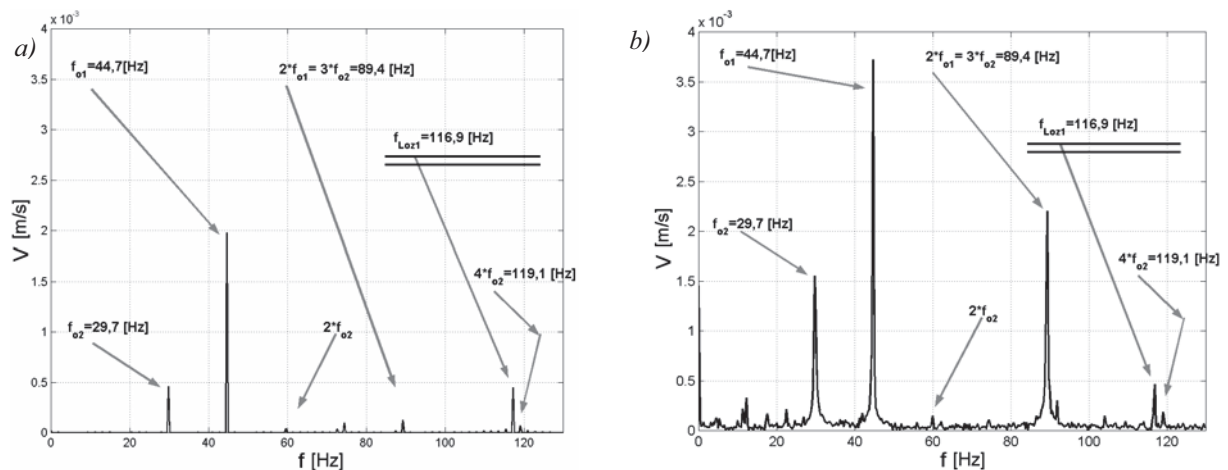 a)
x 10⁻³
4
3.5
3
2.5
2
1.5
1
0.5
0
V [m/s]
f_o1=44,7[Hz]
2*f_o1= 3*f_o2=89,4 [Hz]
f_Loz1=116,9 [Hz]
4*f_o2=119,1 [Hz]
f_o2=29,7 [Hz]
2*f_o2
0 20 40 60 80 100 120
f [Hz]
b)
x 10⁻³
4
3.5
3
2.5
2
1.5
1
0.5
0
V [m/s]
f_o1=44,7[Hz]
2*f_o1= 3*f_o2=89,4 [Hz]
f_Loz1=116,9 [Hz]
f_o2=29,7 [Hz]
4*f_o2=119,1 [Hz]
2*f_o2
0 20 40 60 80 100 120
f [Hz]